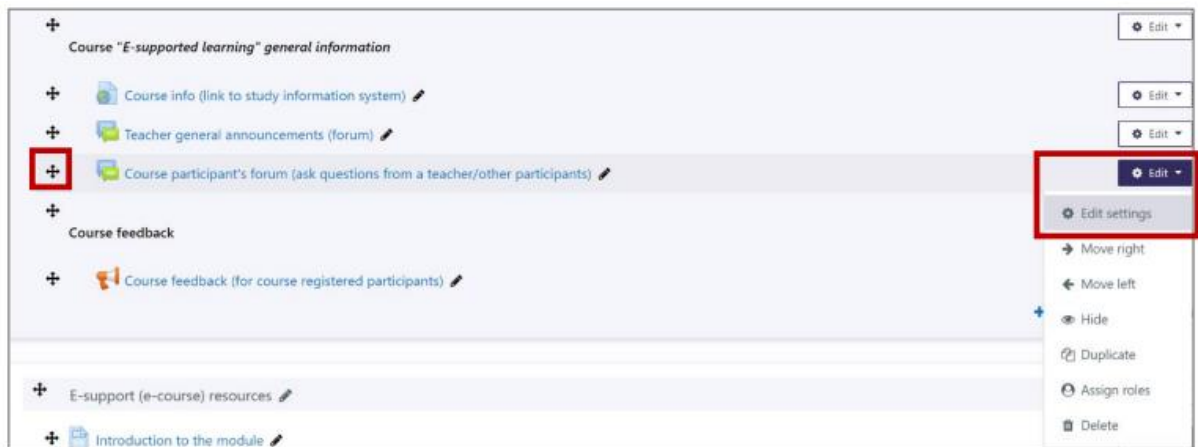 Edit
Course "E-supported learning" general information
Course info (link to study information system) Edit
Teacher general announcements (forum) Edit
Course participant's forum (ask questions from a teacher/other participants) Edit
Edit settings
Course feedback
Move right
Course feedback (for course registered participants)
Move left
Hide
Duplicate
E-support (e-course) resources
Assign roles
Introduction to the module
Delete